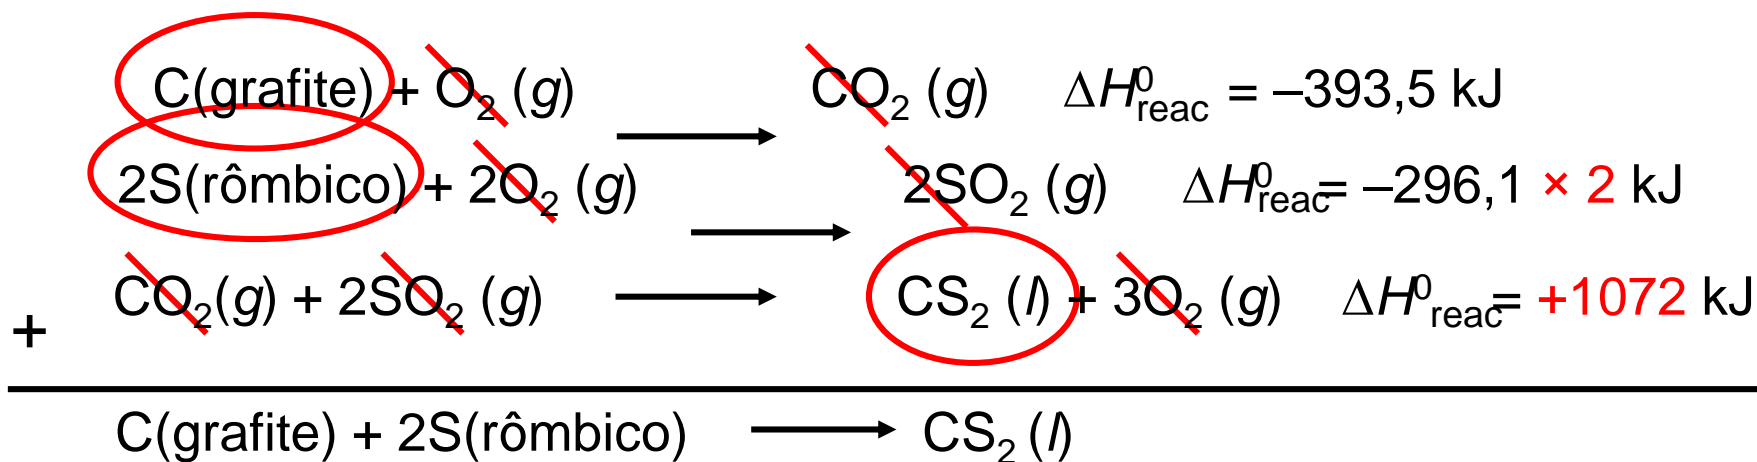 C(grafite) + O₂ (g) ⟶ CO₂ (g) ΔH⁰reac = –393,5 kJ
2S(rômbico) + 2O₂ (g) ⟶ 2SO₂ (g) ΔH⁰reac = –296,1 × 2 kJ
+ CO₂(g) + 2SO₂ (g) ⟶ CS₂ (l) + 3O₂ (g) ΔH⁰reac = +1072 kJ
C(grafite) + 2S(rômbico) ⟶ CS₂ (l)